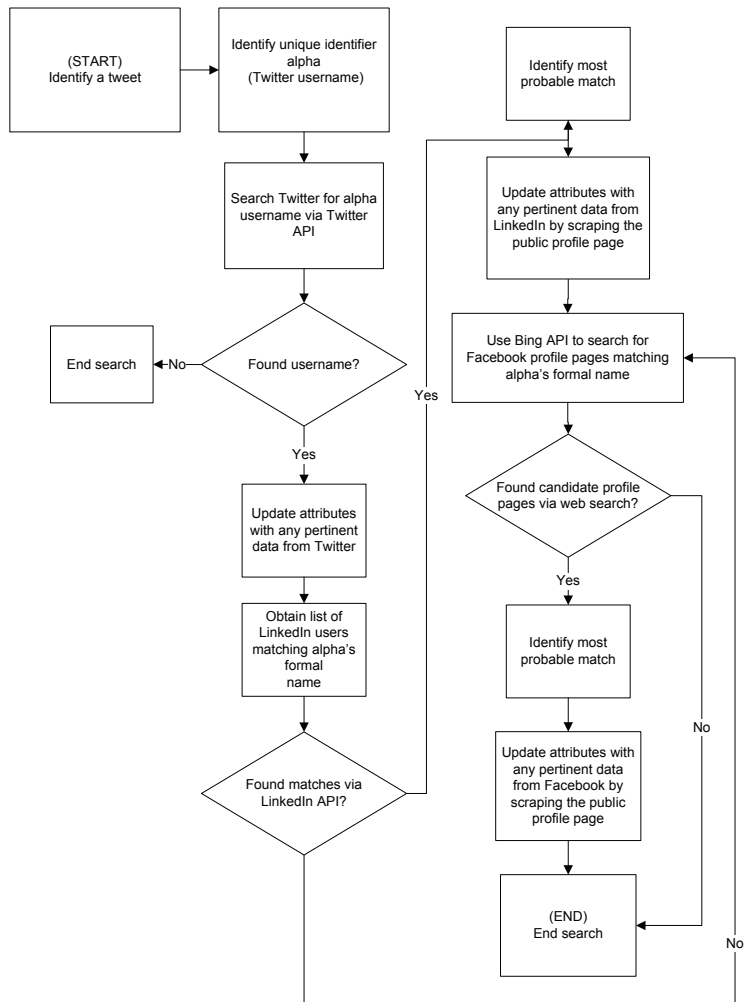 (START)
Identify a tweet
Identify unique identifier
alpha
(Twitter username)
Search Twitter for alpha
username via Twitter
API
Found username?
No
End search
Yes
Update attributes
with any pertinent
data from Twitter
Obtain list of
LinkedIn users
matching alpha’s
formal
name
Found matches via
LinkedIn API?
Yes
Identify most
probable match
Update attributes with
any pertinent data from
LinkedIn by scraping the
public profile page
Use Bing API to search for
Facebook profile pages matching
alpha’s formal name
Found candidate profile
pages via web search?
Yes
Identify most
probable match
No
Update attributes with
any pertinent data
from Facebook by
scraping the public
profile page
(END)
End search
No